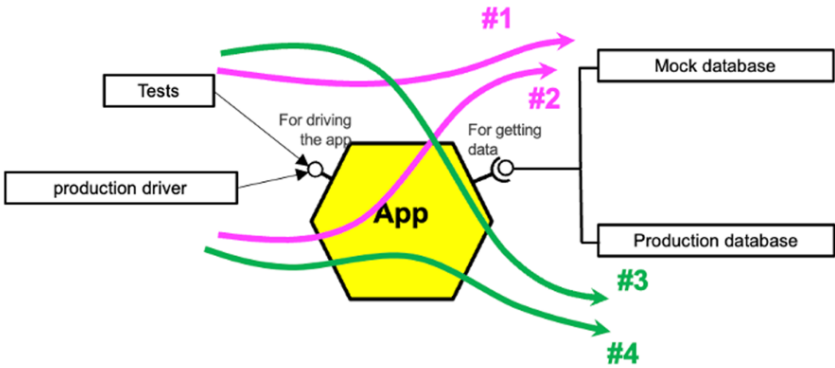 #1
Mock database
Tests
#2
For driving
the app
For getting
data
production driver
App
Production database
#3
#4